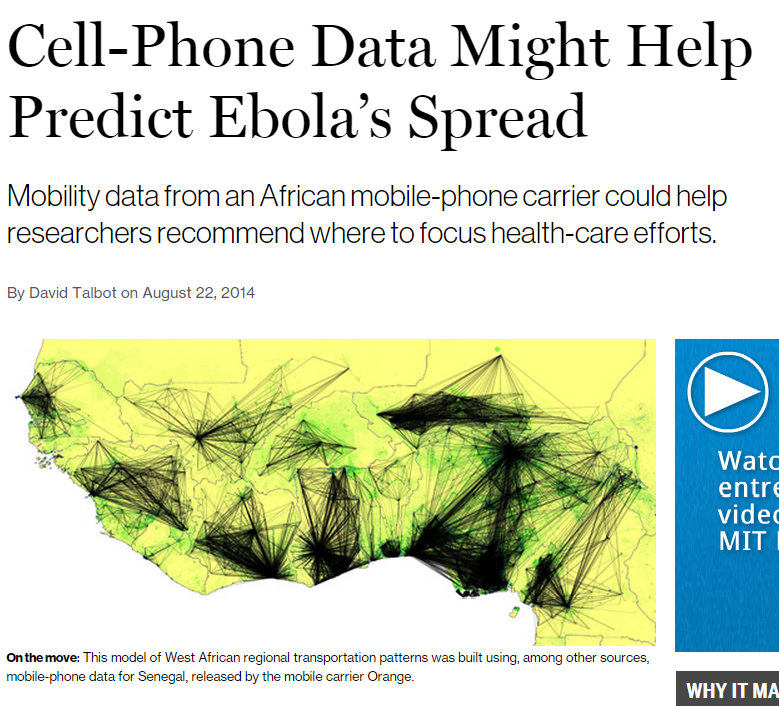 Cell-Phone Data Might Help
Predict Ebola’s Spread
Mobility data from an African mobile-phone carrier could help
researchers recommend where to focus health-care efforts.
By David Talbot on August 22, 2014
On the move: This model of West African regional transportation patterns was built using, among other sources,
mobile-phone data for Senegal, released by the mobile carrier Orange.
Watc
entre
video
MIT
WHY IT MA